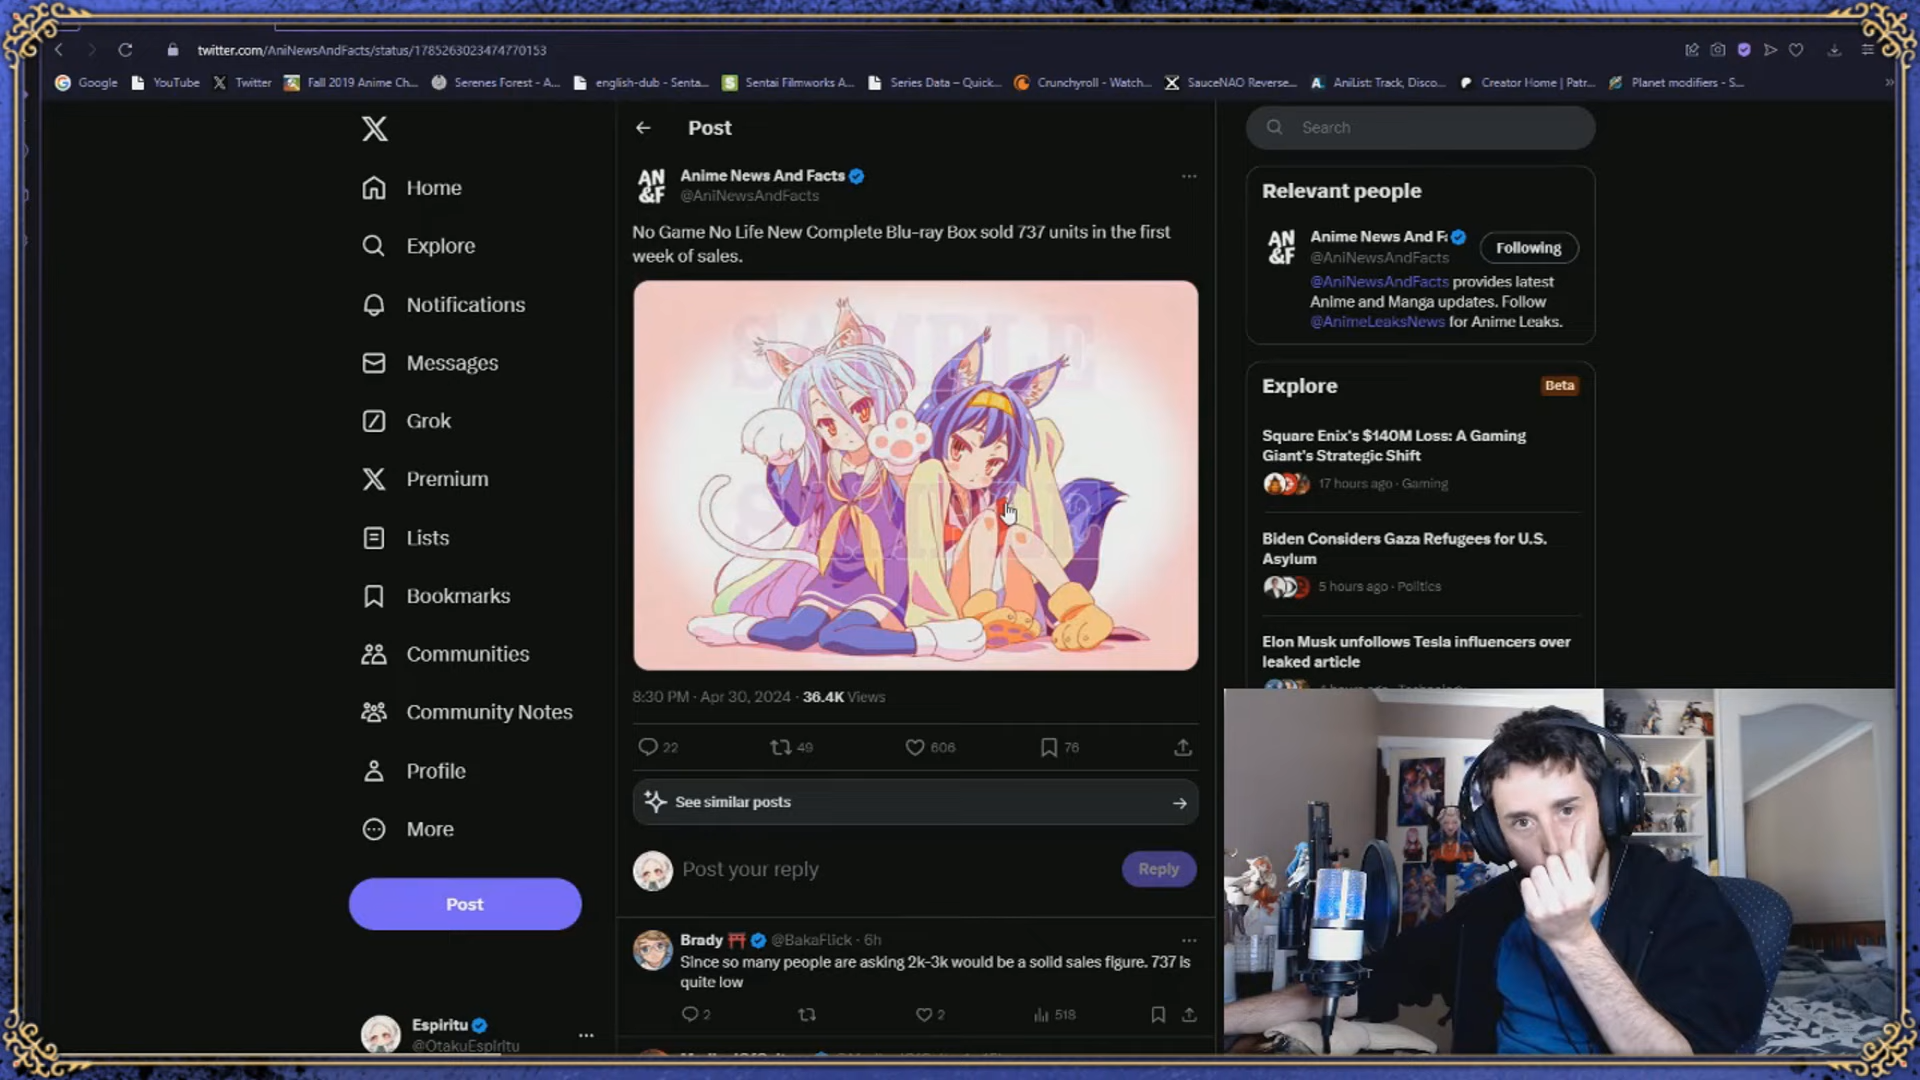 twitter.com/AniNewsAndFacts/status/1785263023474770153
Google YouTube Twitter Fall 2019 Anime Ch... Serenes Forest - A... english-dub - Senta... Sentai Filmworks A... Series Data – Quick... Crunchyroll - Watch... SauceNAO Reverse... AniList: Track, Disco... Creator Home | Patr... Planet modifiers - S...
Home
Explore
Notifications
Messages
Grok
Premium
Lists
Bookmarks
Communities
Community Notes
Profile
More
Post
Espiritu
@OtakuEspiritu
Post
AN
&F
Anime News And Facts
@AniNewsAndFacts
No Game No Life New Complete Blu-ray Box sold 737 units in the first
week of sales.
SAMPLE
SAMPLE
8:30 PM · Apr 30, 2024 · 36.4K Views
22 49 606 76
See similar posts
Post your reply
Reply
Brady @BakaFlick · 6h
Since so many people are asking 2k-3k would be a solid sales figure. 737 is
quite low
2 2 518
Search
Relevant people
AN
&F
Anime News And F
@AniNewsAndFacts
Following
@AniNewsAndFacts provides latest
Anime and Manga updates. Follow
@AnimeLeaksNews for Anime Leaks.
Explore
Beta
Square Enix's $140M Loss: A Gaming
Giant's Strategic Shift
17 hours ago · Gaming
Biden Considers Gaza Refugees for U.S.
Asylum
5 hours ago · Politics
Elon Musk unfollows Tesla influencers over
leaked article